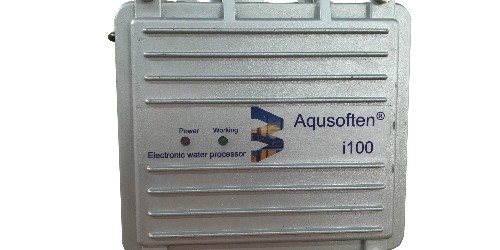 Aqusoften®
Power Working
i100
Electronic water processor